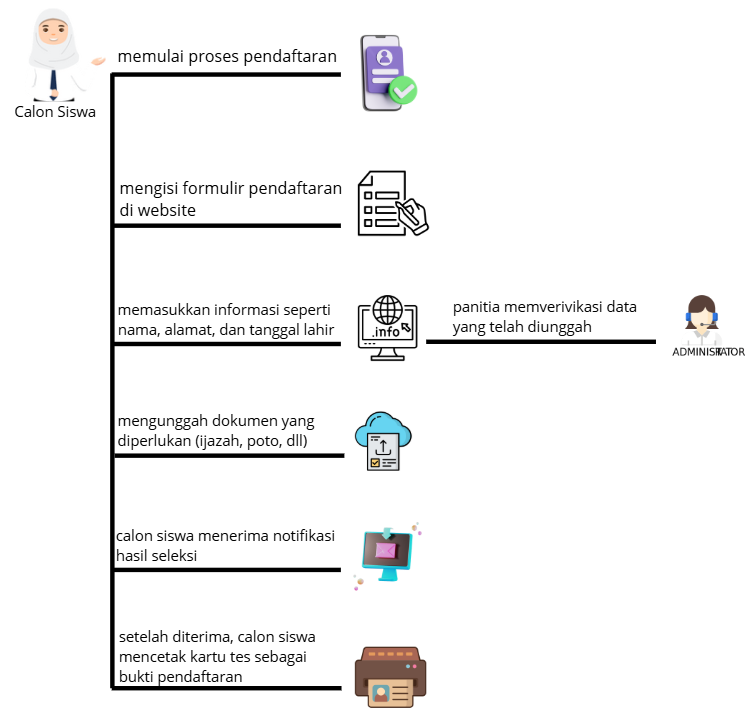 memulai proses pendaftaran
Calon Siswa
mengisi formulir pendaftaran
di website
memasukkan informasi seperti
nama, alamat, dan tanggal lahir
.info
panitia memverivikasi data
yang telah diunggah
ADMINISTRATOR
mengunggah dokumen yang
diperlukan (ijazah, poto, dll)
calon siswa menerima notifikasi
hasil seleksi
setelah diterima, calon siswa
mencetak kartu tes sebagai
bukti pendaftaran